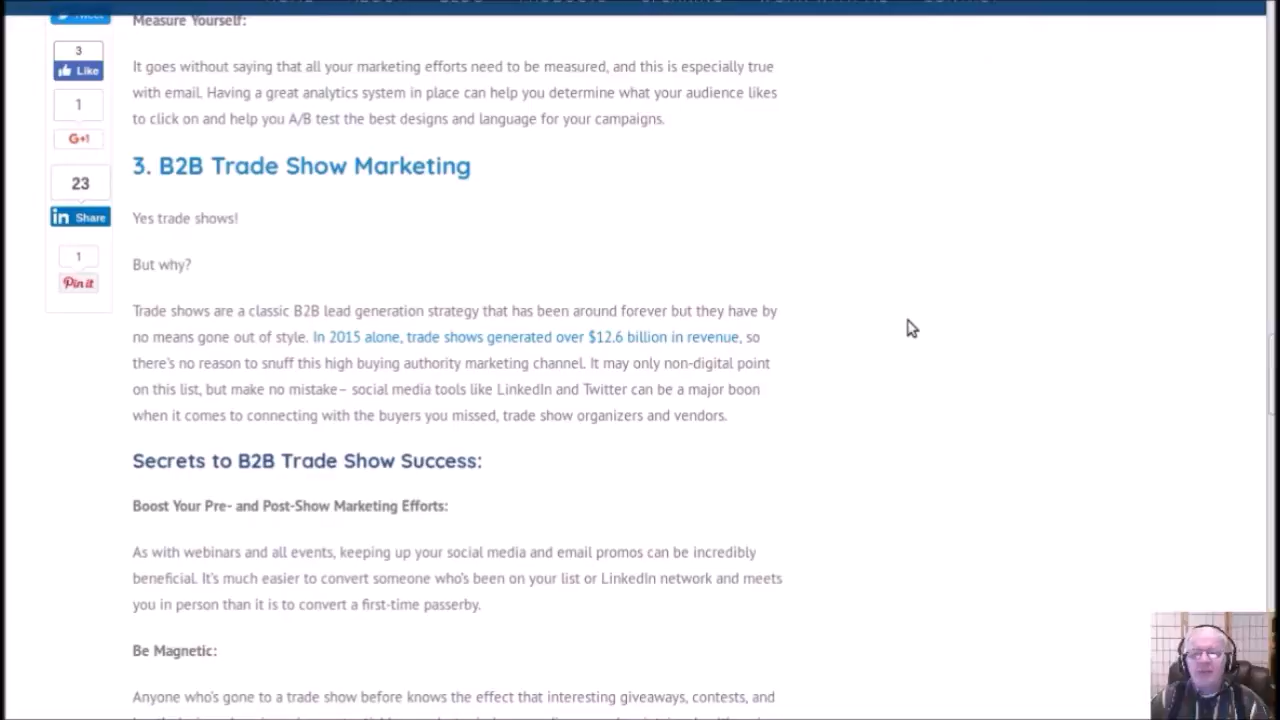 Tweet
Measure Yourself:
3
Like
It goes without saying that all your marketing efforts need to be measured, and this is especially true
with email. Having a great analytics system in place can help you determine what your audience likes
to click on and help you A/B test the best designs and language for your campaigns.
1
G+1
3. B2B Trade Show Marketing
23
in Share
Yes trade shows!
1
Pin it
But why?
Trade shows are a classic B2B lead generation strategy that has been around forever but they have by
no means gone out of style. In 2015 alone, trade shows generated over $12.6 billion in revenue, so
there's no reason to snuff this high buying authority marketing channel. It may only non-digital point
on this list, but make no mistake– social media tools like LinkedIn and Twitter can be a major boon
when it comes to connecting with the buyers you missed, trade show organizers and vendors.
Secrets to B2B Trade Show Success:
Boost Your Pre- and Post-Show Marketing Efforts:
As with webinars and all events, keeping up your social media and email promos can be incredibly
beneficial. It's much easier to convert someone who's been on your list or LinkedIn network and meets
you in person than it is to convert a first-time passerby.
Be Magnetic:
Anyone who's gone to a trade show before knows the effect that interesting giveaways, contests, and